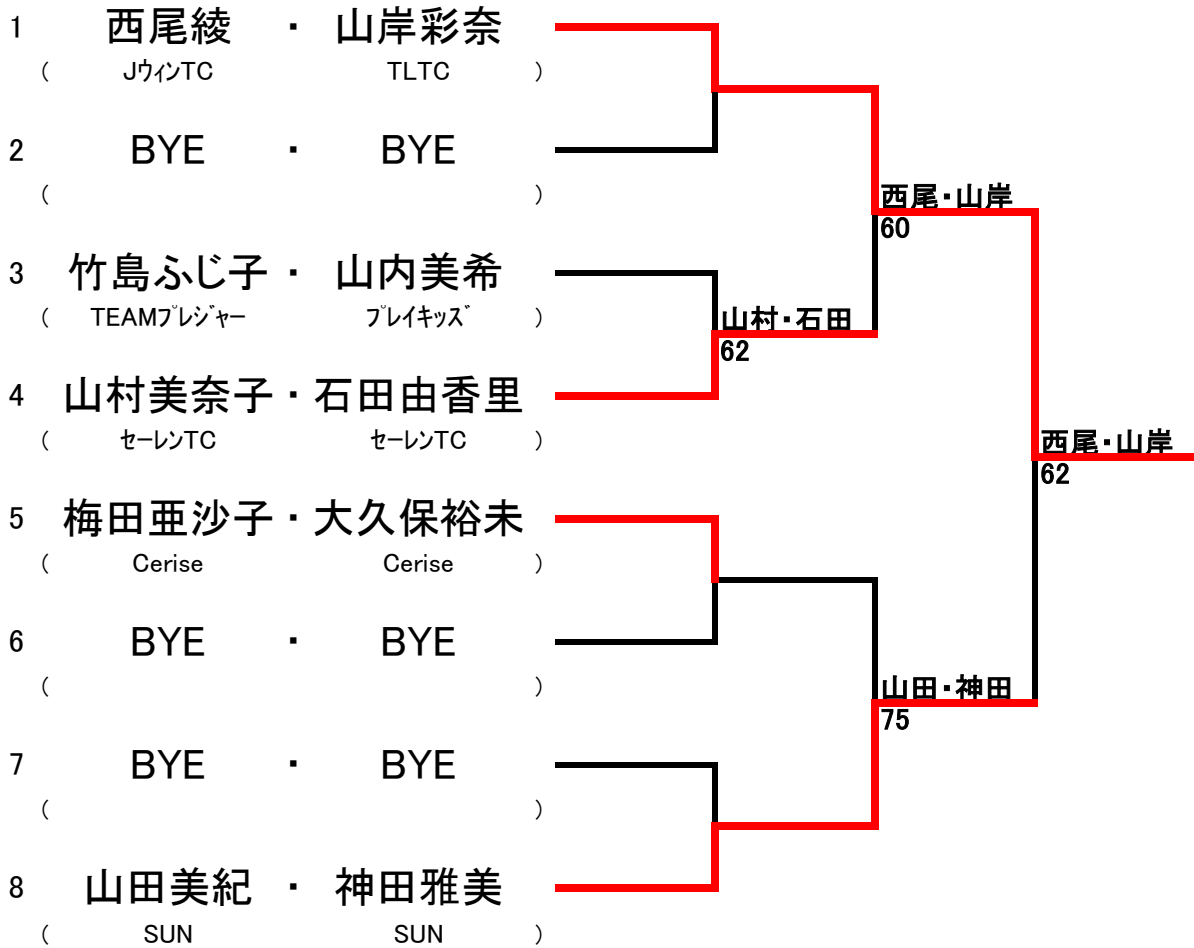 1 西尾綾 ・ 山岸彩奈
( JウィンTC TLTC )
2 BYE ・ BYE
( )
西尾・山岸
60
3 竹島ふじ子 ・ 山内美希
( TEAMプレジャー プレイキッズ )
山村・石田
62
4 山村美奈子 ・ 石田由香里
( セーレンTC セーレンTC )
西尾・山岸
62
5 梅田亜沙子 ・ 大久保裕未
( Cerise Cerise )
6 BYE ・ BYE
( )
山田・神田
75
7 BYE ・ BYE
( )
8 山田美紀 ・ 神田雅美
( SUN SUN )